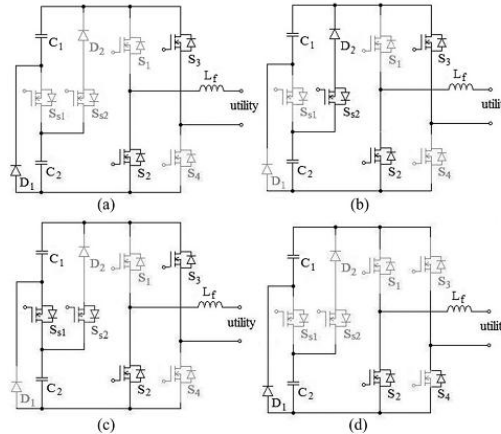 C1
D2
S1
S3
Lf
utility
Ss1
Ss2
D1
C2
S2
S4
(a)
C1
D2
S1
S3
Lf
utility
Ss1
Ss2
D1
C2
S2
S4
(b)
C1
D2
S1
S3
Lf
utility
Ss1
Ss2
D1
C2
S2
S4
(c)
C1
D2
S1
S3
Lf
utilit
Ss1
Ss2
D1
C2
S2
S4
(d)